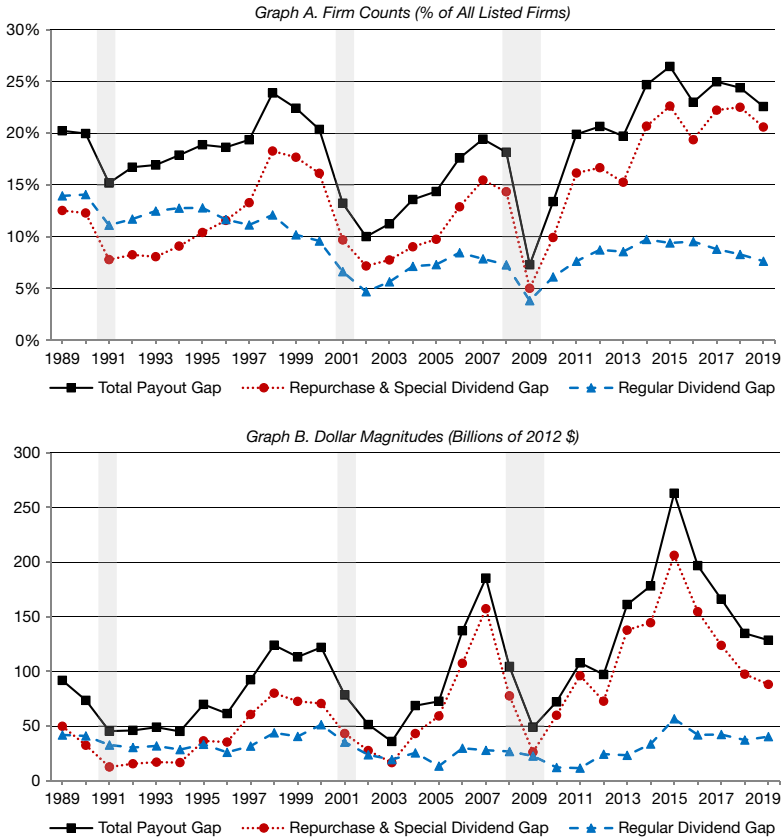 Graph A. Firm Counts (% of All Listed Firms)
30%
25%
20%
15%
10%
5%
0%
1989 1991 1993 1995 1997 1999 2001 2003 2005 2007 2009 2011 2013 2015 2017 2019
Total Payout Gap Repurchase & Special Dividend Gap Regular Dividend Gap
Graph B. Dollar Magnitudes (Billions of 2012 $)
300
250
200
150
100
50
0
1989 1991 1993 1995 1997 1999 2001 2003 2005 2007 2009 2011 2013 2015 2017 2019
Total Payout Gap Repurchase & Special Dividend Gap Regular Dividend Gap